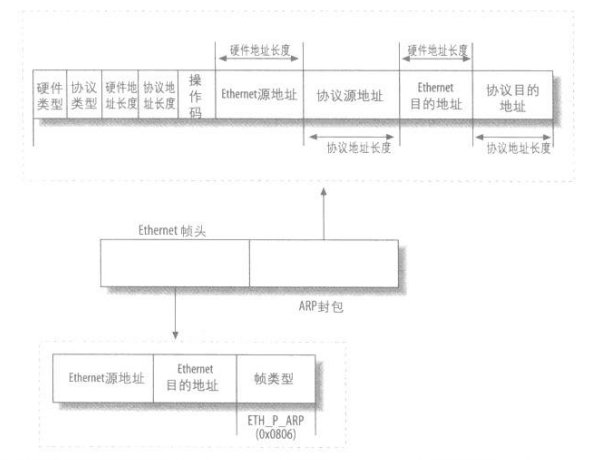 硬件地址长度
硬件地址长度
硬件
类型
协议
类型
硬件地
址长度
协议地
址长度
操
作
码
Ethernet源地址
协议源地址
Ethernet
目的地址
协议目的
地址
协议地址长度
协议地址长度
Ethernet 帧头
ARP封包
Ethernet源地址
Ethernet
目的地址
帧类型
ETH_P_ARP
(0x0806)